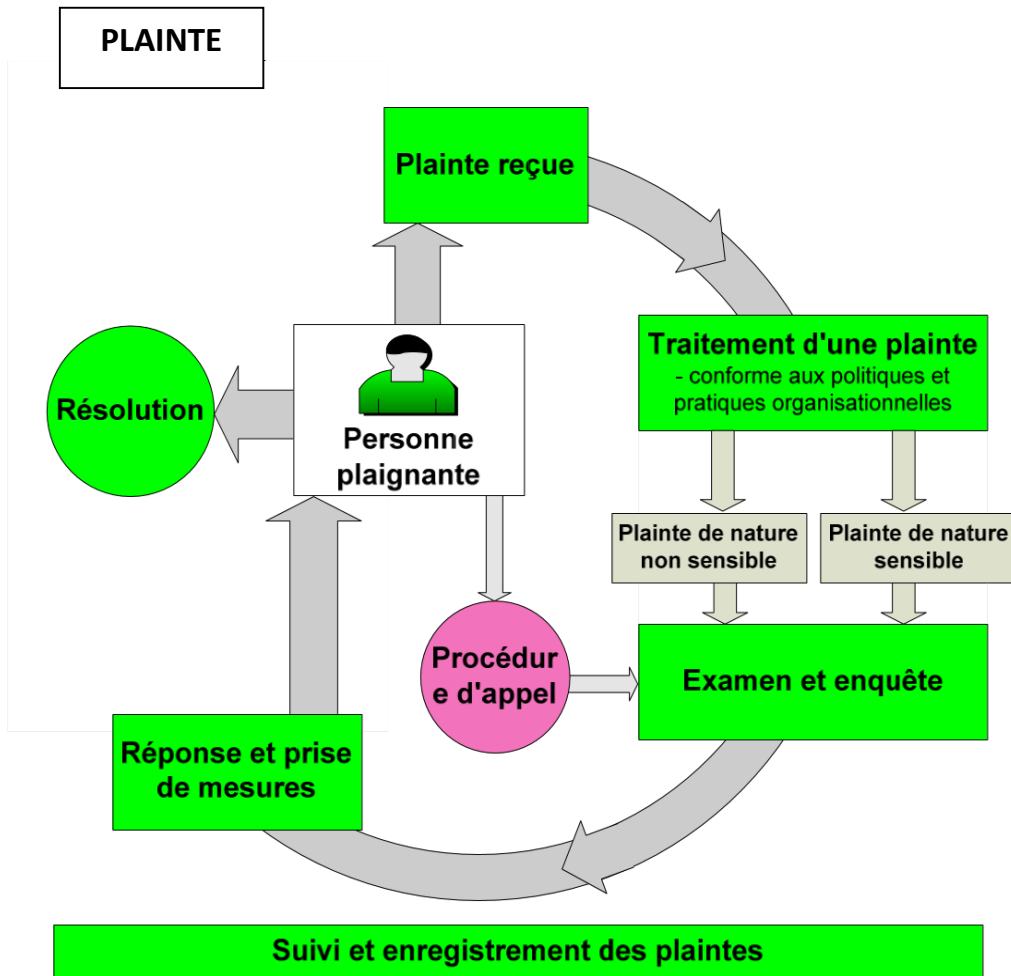 PLAINTE
Plainte reçue
Traitement d'une plainte
- conforme aux politiques et
pratiques organisationnelles
Résolution
Personne
plaignante
Plainte de nature
non sensible
Plainte de nature
sensible
Procédur
e d'appel
Examen et enquête
Réponse et prise
de mesures
Suivi et enregistrement des plaintes